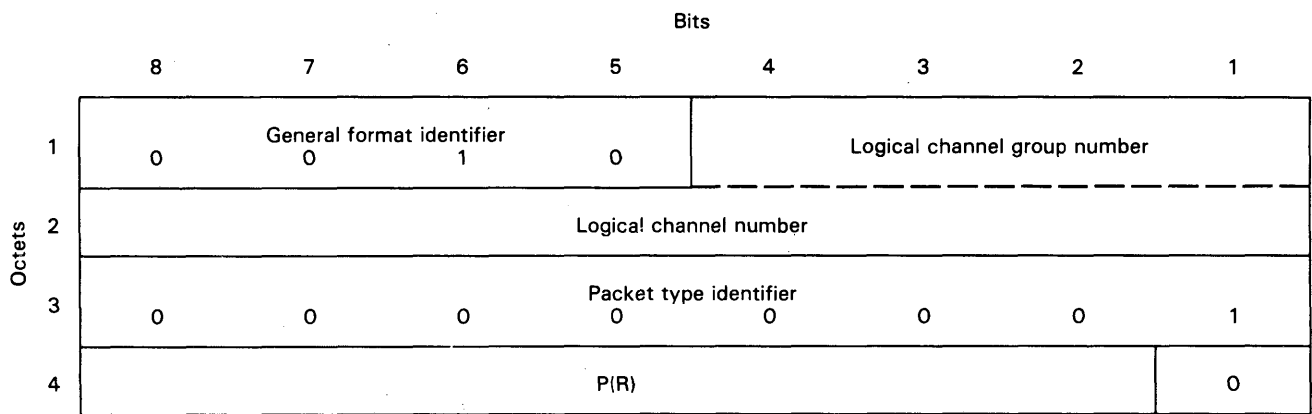 Bits
8 7 6 5 4 3 2 1
Octets
1 General format identifier Logical channel group number
0 0 1 0
2 Logical channel number
3 Packet type identifier
0 0 0 0 0 0 0 1
4 P(R) 0